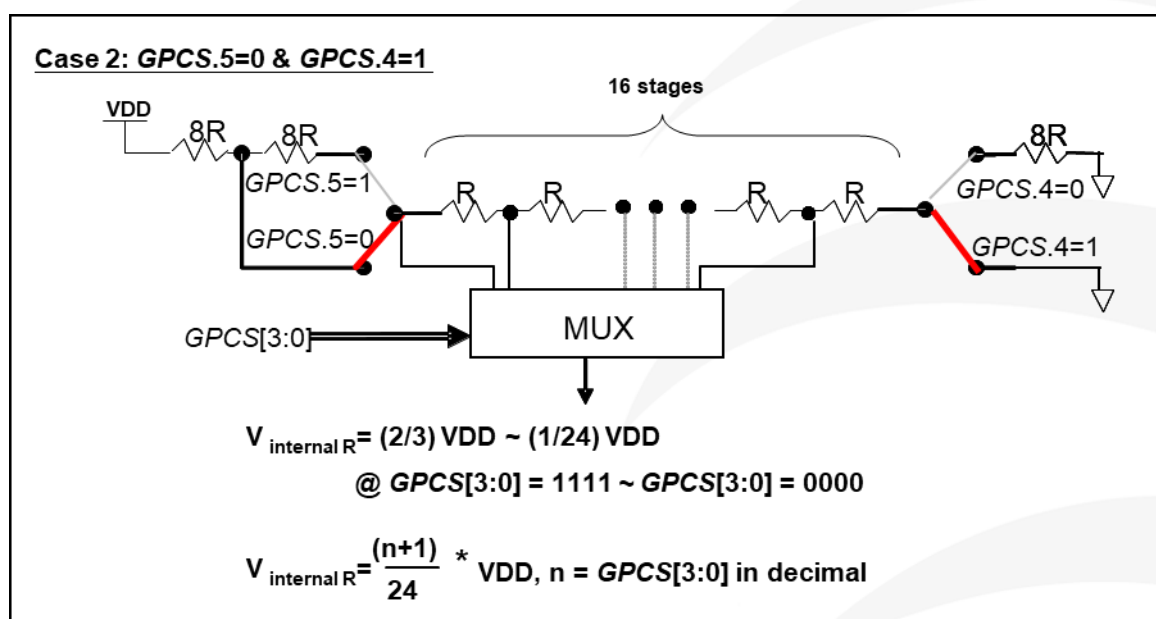 Case 2: GPCS.5=0 & GPCS.4=1
16 stages
VDD
8R
8R
8R
GPCS.5=1
R
R
R
R
GPCS.4=0
GPCS.5=0
GPCS.4=1
MUX
GPCS[3:0]
V internal R = (2/3) VDD ~ (1/24) VDD
@ GPCS[3:0] = 1111 ~ GPCS[3:0] = 0000
V internal R = (n+1) / 24 * VDD, n = GPCS[3:0] in decimal